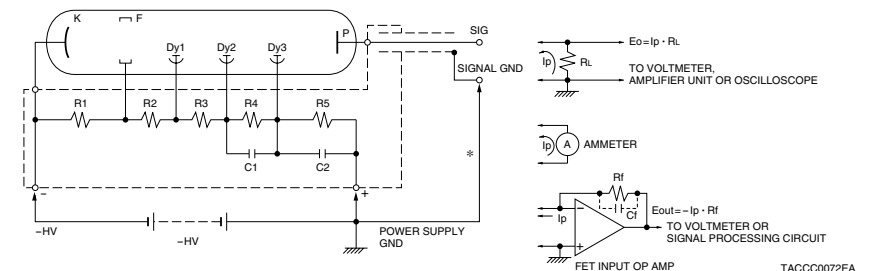 K
F
P
SIG
Dy1
Dy2
Dy3
SIGNAL GND
R1
R2
R3
R4
R5
C1
C2
*
-
+
-HV
-HV
POWER SUPPLY
GND
Eo=Ip · RL
Ip
RL
TO VOLTMETER,
AMPLIFIER UNIT OR OSCILLOSCOPE
Ip
A
AMMETER
Rf
Cf
Ip
-
+
Eout=-Ip · Rf
TO VOLTMETER OR
SIGNAL PROCESSING CIRCUIT
FET INPUT OP AMP
TACCC0072EA